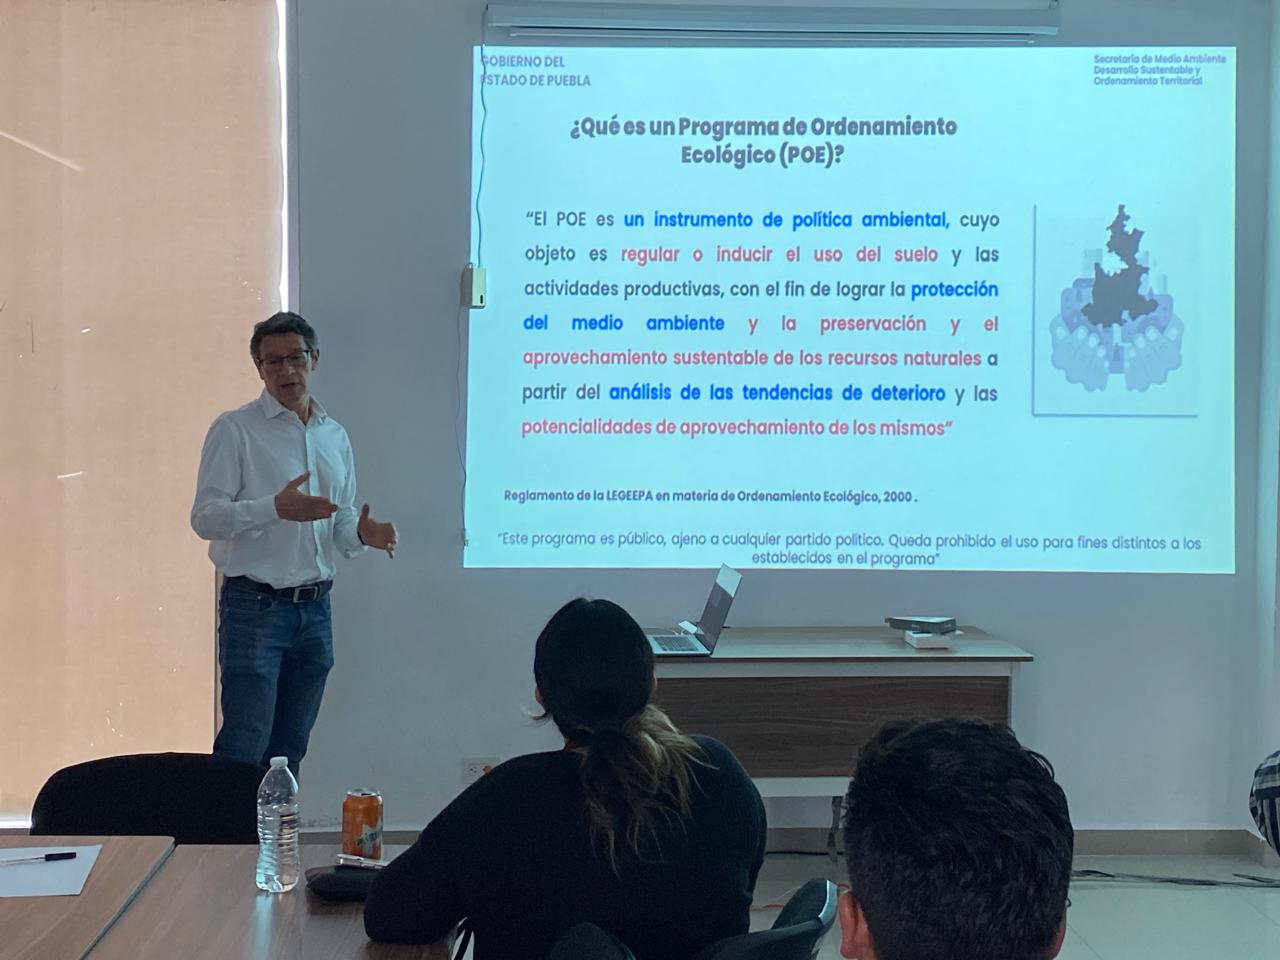 GOBIERNO DEL
ESTADO DE PUEBLA
Secretaría de Medio Ambiente
Desarrollo Sustentable y
Ordenamiento Territorial
¿Qué es un Programa de Ordenamiento
Ecológico (POE)?
“El POE es un instrumento de política ambiental, cuyo
objeto es regular o inducir el uso del suelo y las
actividades productivas, con el fin de lograr la protección
del medio ambiente y la preservación y el
aprovechamiento sustentable de los recursos naturales a
partir del análisis de las tendencias de deterioro y las
potencialidades de aprovechamiento de los mismos”
Reglamento de la LEGEEPA en materia de Ordenamiento Ecológico, 2000 .
“Este programa es público, ajeno a cualquier partido político. Queda prohibido el uso para fines distintos a los
establecidos en el programa”